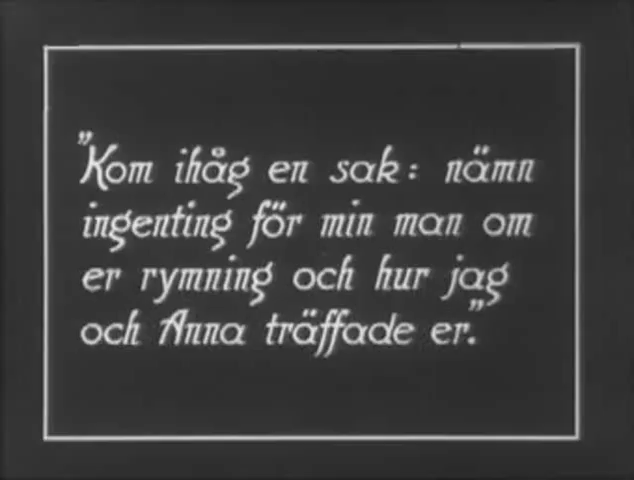 "Kom ihåg en sak: nämn
ingenting för min man om
er rymning och hur jag
och Anna träffade er."